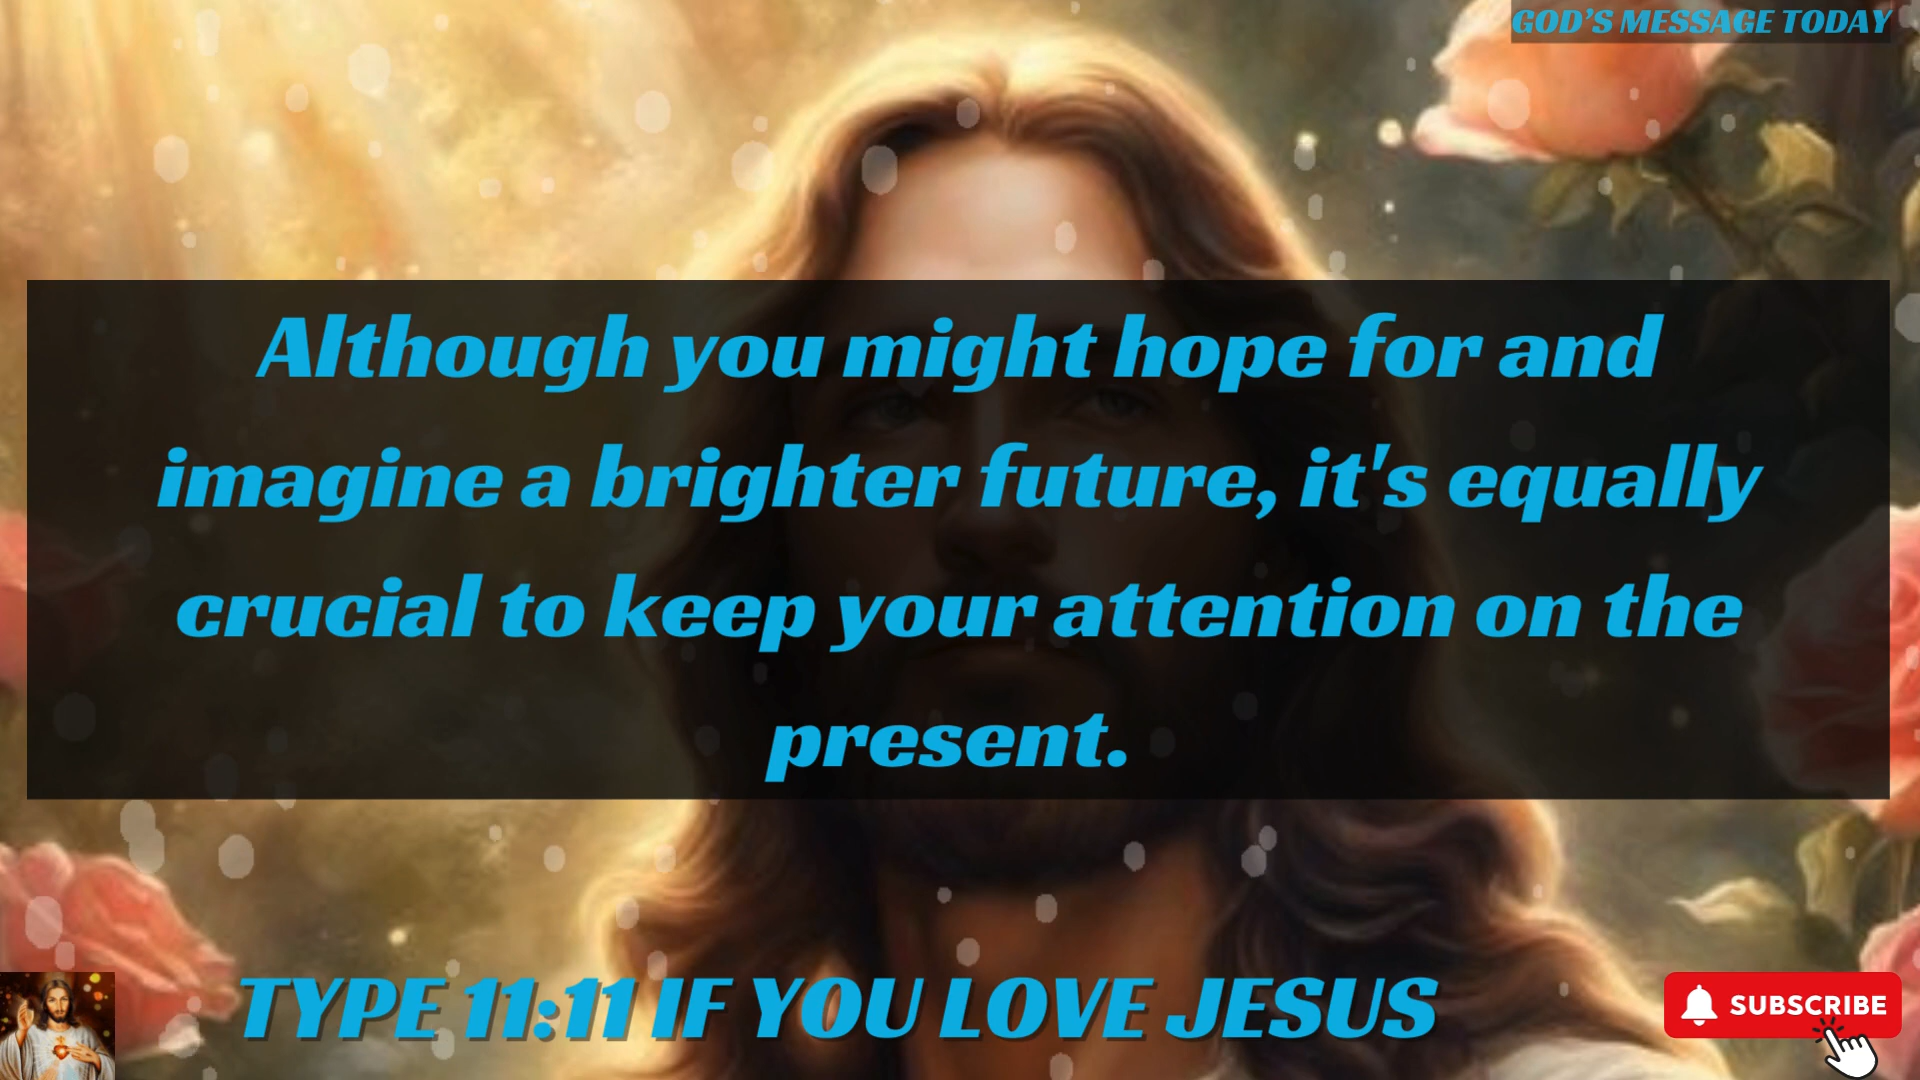 GOD’S MESSAGE TODAY
Although you might hope for and
imagine a brighter future, it's equally
crucial to keep your attention on the
present.
TYPE 11:11 IF YOU LOVE JESUS
SUBSCRIBE